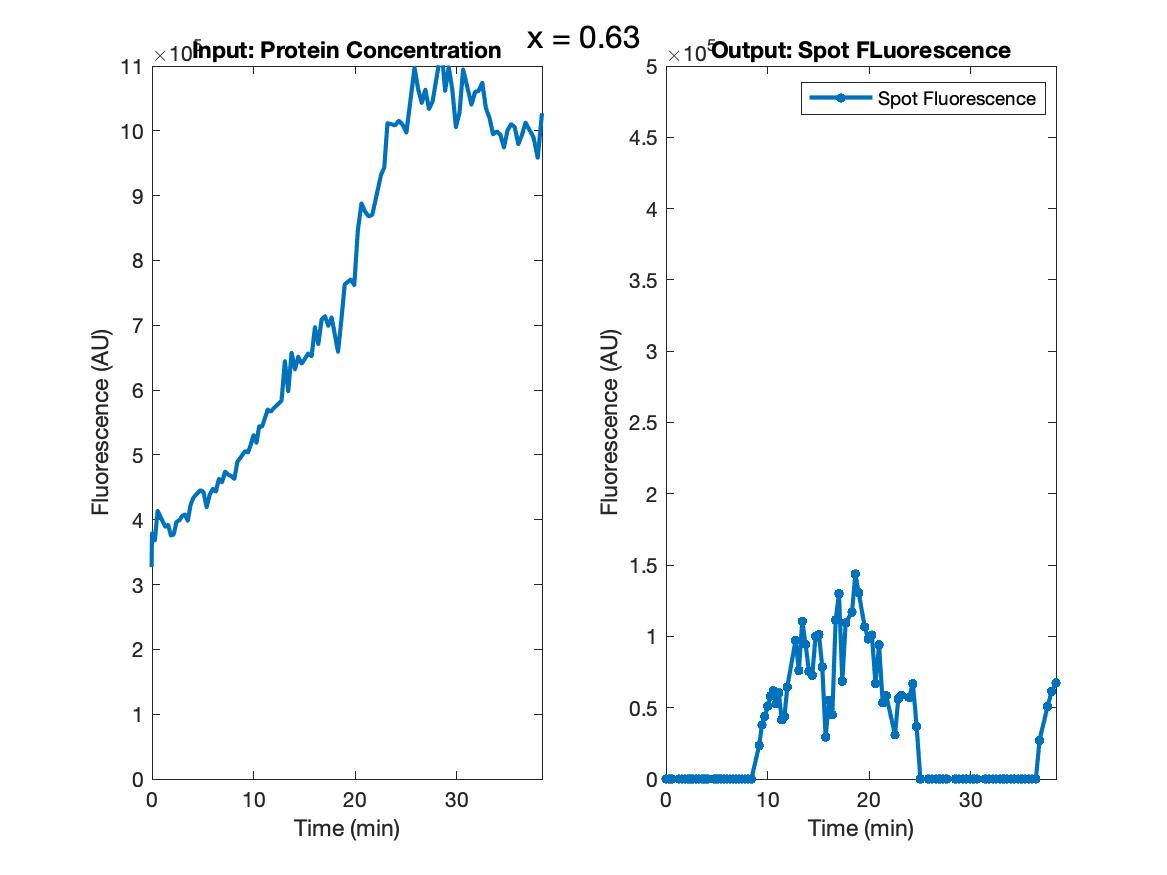 x = 0.63
×10⁵
Input: Protein Concentration
11
10
9
8
7
6
5
4
3
2
1
0
0 10 20 30
Fluorescence (AU)
Time (min)
×10⁵
Output: Spot FLuorescence
Spot Fluorescence
5
4.5
4
3.5
3
2.5
2
1.5
1
0.5
0
0 10 20 30
Fluorescence (AU)
Time (min)